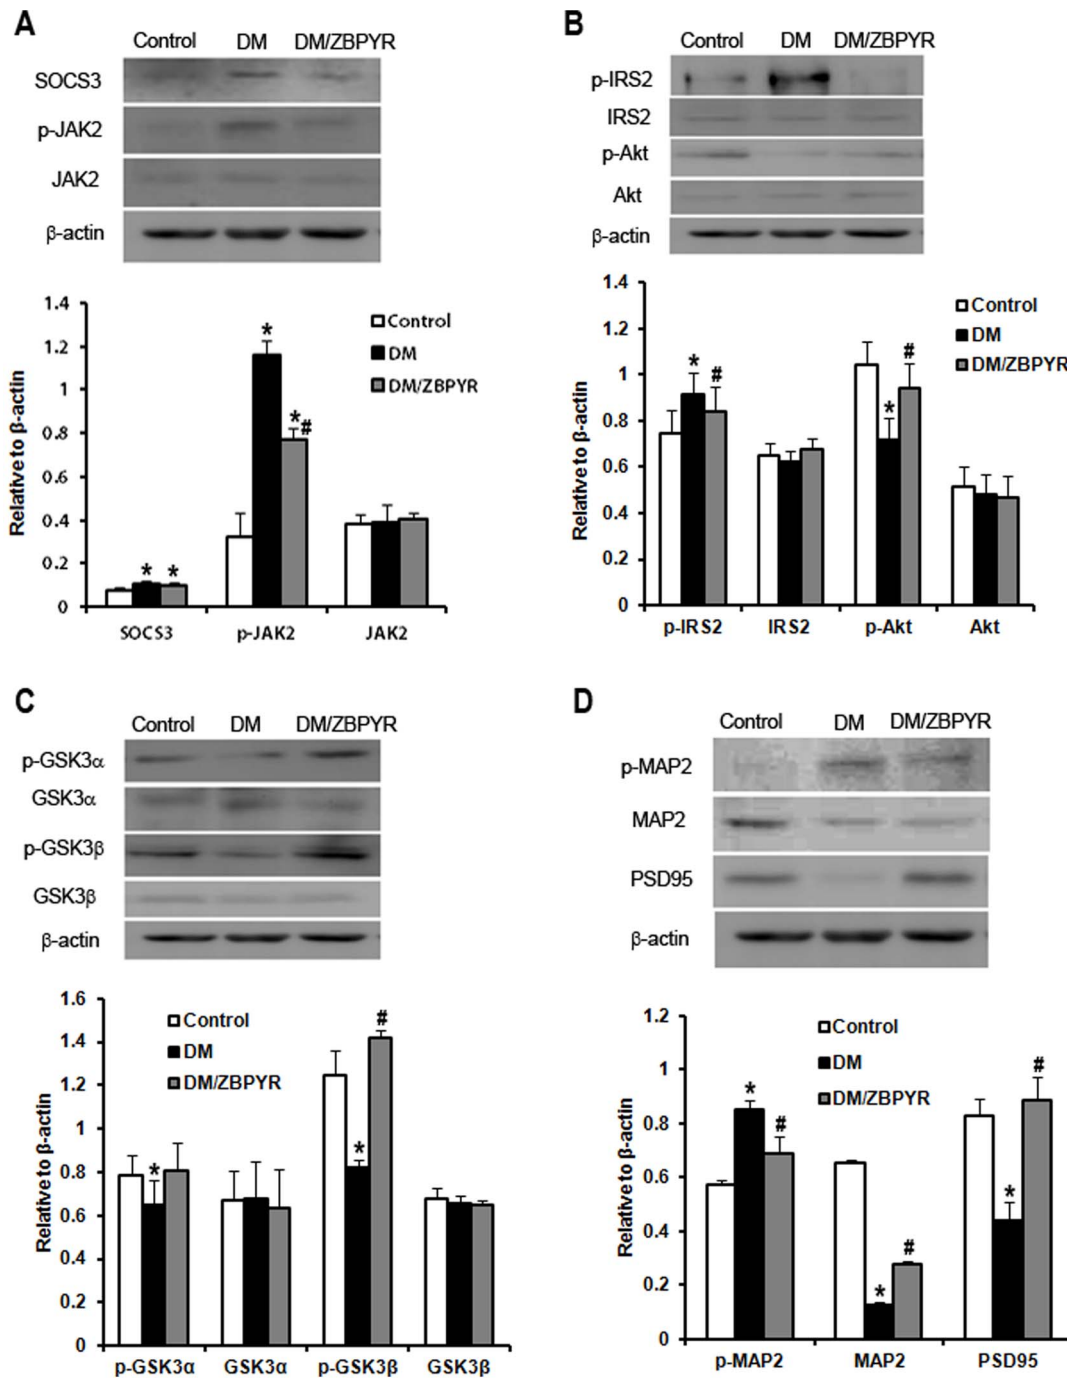 A
Control DM DM/ZBPYR
SOCS3
p-JAK2
JAK2
β-actin
1.4
1.2
1
0.8
0.6
0.4
0.2
0
Relative to β-actin
Control
DM
DM/ZBPYR
*
*
*
*#
SOCS3 p-JAK2 JAK2
B
Control DM DM/ZBPYR
p-IRS2
IRS2
p-Akt
Akt
β-actin
1.4
1.2
1
0.8
0.6
0.4
0.2
0
Relative to β-actin
Control
DM
DM/ZBPYR
*
#
*
#
p-IRS2 IRS2 p-Akt Akt
C
Control DM DM/ZBPYR
p-GSK3α
GSK3α
p-GSK3β
GSK3β
β-actin
1.6
1.4
1.2
1
0.8
0.6
0.4
0.2
0
Relative to β-actin
Control
DM
DM/ZBPYR
*
*
#
p-GSK3α GSK3α p-GSK3β GSK3β
D
Control DM DM/ZBPYR
p-MAP2
MAP2
PSD95
β-actin
1.2
1
0.8
0.6
0.4
0.2
0
Relative to β-actin
Control
DM
DM/ZBPYR
*
#
*
#
*
#
p-MAP2 MAP2 PSD95